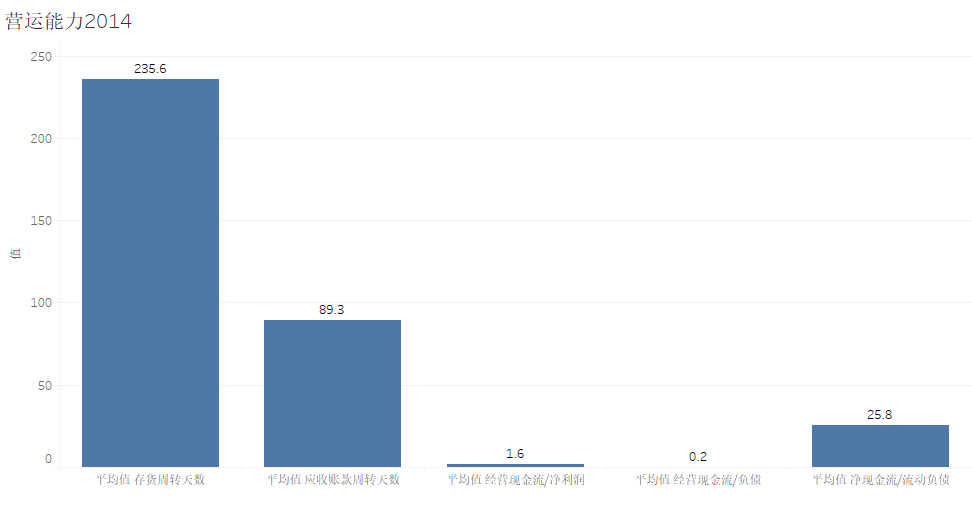 营运能力2014
250
200
150
100
50
0
值
235.6
89.3
1.6
0.2
25.8
平均值 存货周转天数
平均值 应收账款周转天数
平均值 经营现金流/净利润
平均值 经营现金流/负债
平均值 净现金流/流动负债